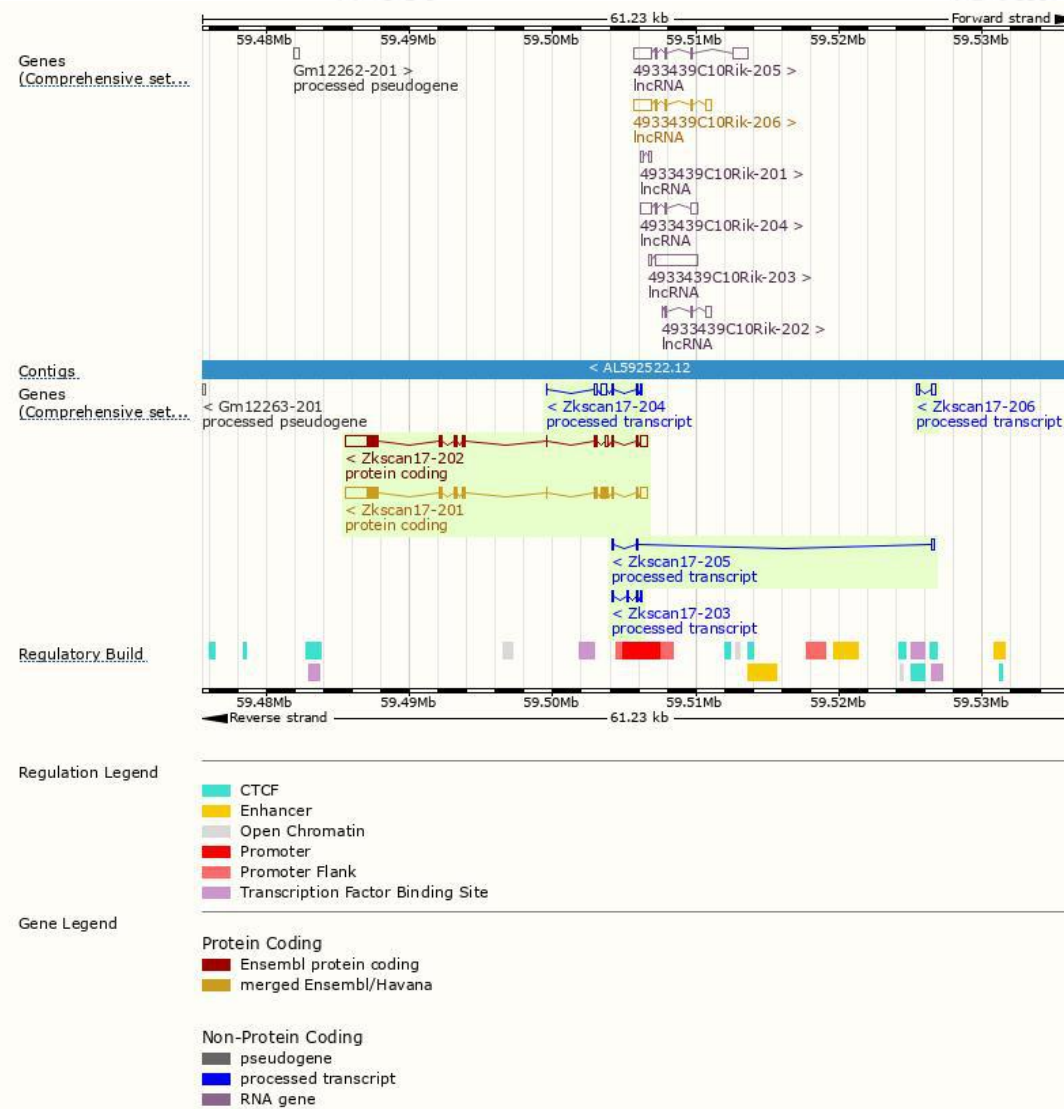 61.23 kb Forward strand
59.48Mb 59.49Mb 59.50Mb 59.51Mb 59.52Mb 59.53Mb
Genes
(Comprehensive set...
Gm12262-201 >
processed pseudogene
4933439C10Rik-205 >
lncRNA
4933439C10Rik-206 >
lncRNA
4933439C10Rik-201 >
lncRNA
4933439C10Rik-204 >
lncRNA
4933439C10Rik-203 >
lncRNA
4933439C10Rik-202 >
lncRNA
Contigs
< AL592522.12
Genes
(Comprehensive set...
< Gm12263-201
processed pseudogene
< Zkscan17-204
processed transcript
< Zkscan17-206
processed transcript
< Zkscan17-202
protein coding
< Zkscan17-201
protein coding
< Zkscan17-205
processed transcript
< Zkscan17-203
processed transcript
Regulatory Build
59.48Mb 59.49Mb 59.50Mb 59.51Mb 59.52Mb 59.53Mb
Reverse strand 61.23 kb
Regulation Legend
CTCF
Enhancer
Open Chromatin
Promoter
Promoter Flank
Transcription Factor Binding Site
Gene Legend
Protein Coding
Ensembl protein coding
merged Ensembl/Havana
Non-Protein Coding
pseudogene
processed transcript
RNA gene